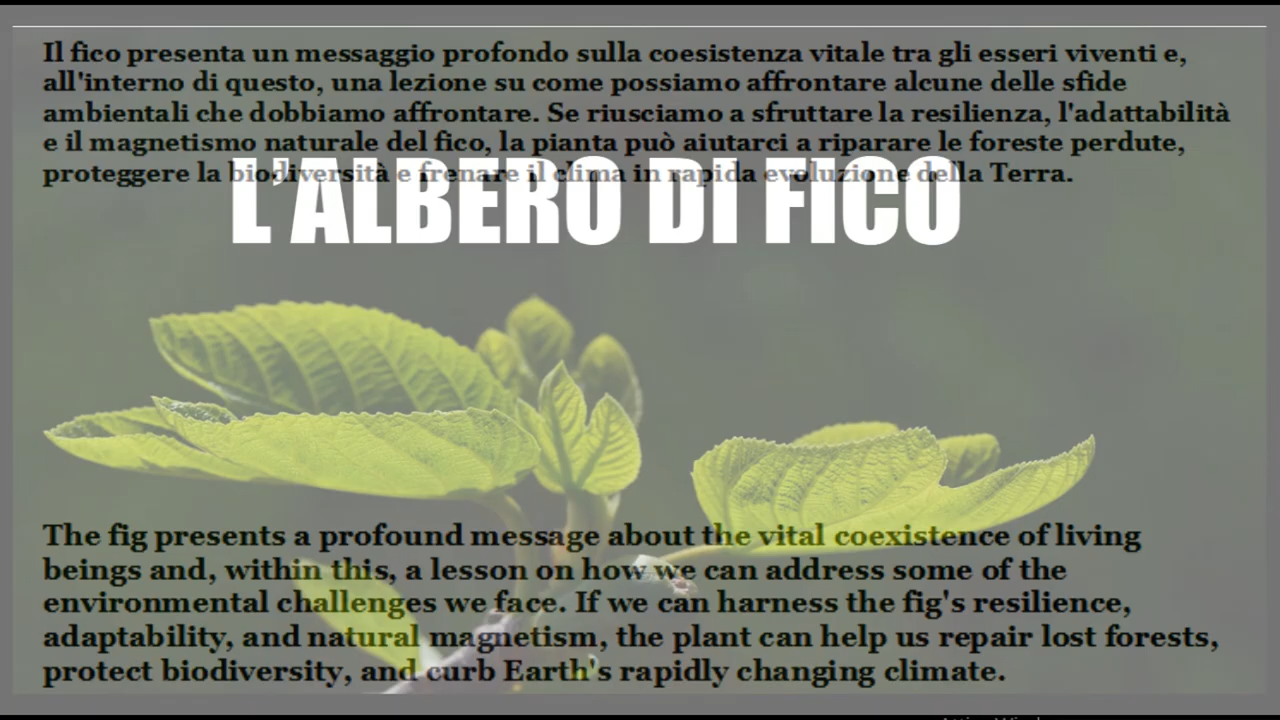 Il fico presenta un messaggio profondo sulla coesistenza vitale tra gli esseri viventi e,
all'interno di questo, una lezione su come possiamo affrontare alcune delle sfide
ambientali che dobbiamo affrontare. Se riusciamo a sfruttare la resilienza, l'adattabilità
e il magnetismo naturale del fico, la pianta può aiutarci a riparare le foreste perdute,
proteggere la biodiversità e frenare il clima in rapida evoluzione della Terra.
L'ALBERO DI FICO
The fig presents a profound message about the vital coexistence of living
beings and, within this, a lesson on how we can address some of the
environmental challenges we face. If we can harness the fig's resilience,
adaptability, and natural magnetism, the plant can help us repair lost forests,
protect biodiversity, and curb Earth's rapidly changing climate.